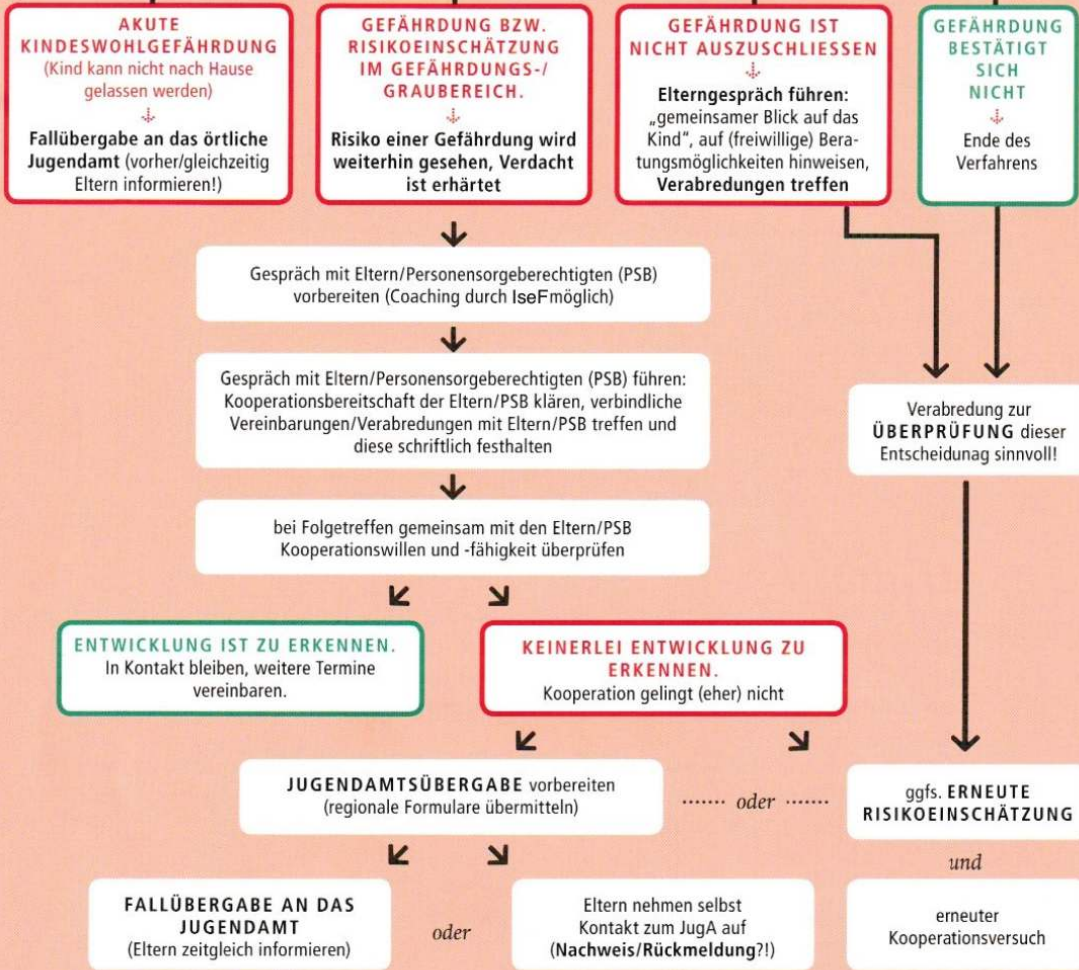 AKUTE
KINDESWOHLGEFÄHRDUNG
(Kind kann nicht nach Hause
gelassen werden)
Fallübergabe an das örtliche
Jugendamt (vorher/gleichzeitig
Eltern informieren!)
GEFÄHRDUNG BZW.
RISIKOEINSCHÄTZUNG
IM GEFÄHRDUNGS-/
GRAUBEREICH.
Risiko einer Gefährdung wird
weiterhin gesehen, Verdacht
ist erhärtet
GEFÄHRDUNG IST
NICHT AUSZUSCHLIESSEN
Elterngespräch führen:
„gemeinsamer Blick auf das
Kind“, auf (freiwillige) Bera-
tungsmöglichkeiten hinweisen,
Verabredungen treffen
GEFÄHRDUNG
BESTÄTIGT
SICH
NICHT
Ende des
Verfahrens
Gespräch mit Eltern/Personensorgeberechtigten (PSB)
vorbereiten (Coaching durch IseF möglich)
Gespräch mit Eltern/Personensorgeberechtigten (PSB) führen:
Kooperationsbereitschaft der Eltern/PSB klären, verbindliche
Vereinbarungen/Verabredungen mit Eltern/PSB treffen und
diese schriftlich festhalten
Verabredung zur
ÜBERPRÜFUNG dieser
Entscheidunag sinnvoll!
bei Folgetreffen gemeinsam mit den Eltern/PSB
Kooperationswillen und -fähigkeit überprüfen
ENTWICKLUNG IST ZU ERKENNEN.
In Kontakt bleiben, weitere Termine
vereinbaren.
KEINERLEI ENTWICKLUNG ZU
ERKENNEN.
Kooperation gelingt (eher) nicht
JUGENDAMTSÜBERGABE vorbereiten
(regionale Formulare übermitteln)
....... oder .......
ggfs. ERNEUTE
RISIKOEINSCHÄTZUNG
und
FALLÜBERGABE AN DAS
JUGENDAMT
(Eltern zeitgleich informieren)
oder
Eltern nehmen selbst
Kontakt zum JugA auf
(Nachweis/Rückmeldung?!)
erneuter
Kooperationsversuch